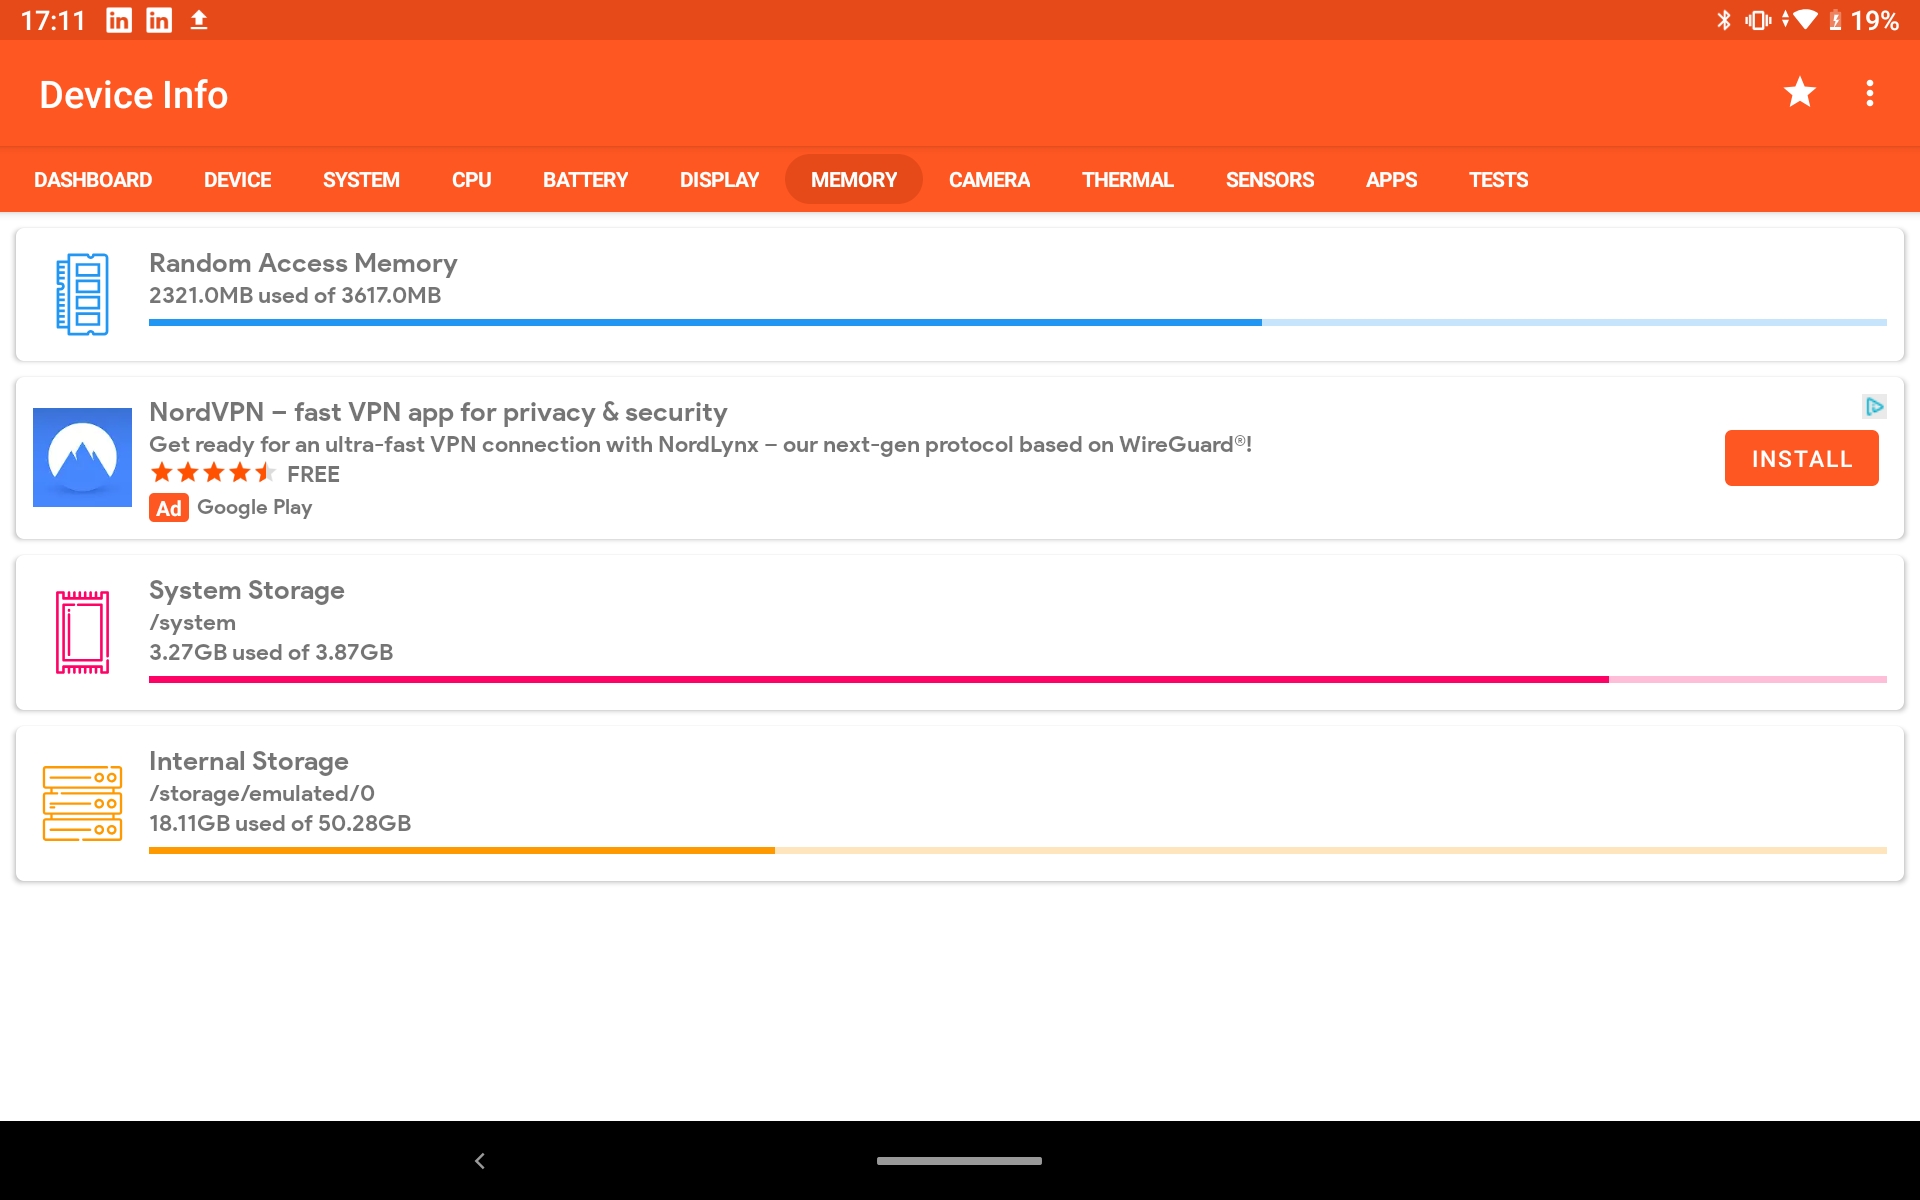 17:11 in in 19%
Device Info
DASHBOARD DEVICE SYSTEM CPU BATTERY DISPLAY MEMORY CAMERA THERMAL SENSORS APPS TESTS
Random Access Memory
2321.0MB used of 3617.0MB
NordVPN – fast VPN app for privacy & security
Get ready for an ultra-fast VPN connection with NordLynx – our next-gen protocol based on WireGuard®!
FREE
INSTALL
Ad Google Play
System Storage
/system
3.27GB used of 3.87GB
Internal Storage
/storage/emulated/0
18.11GB used of 50.28GB